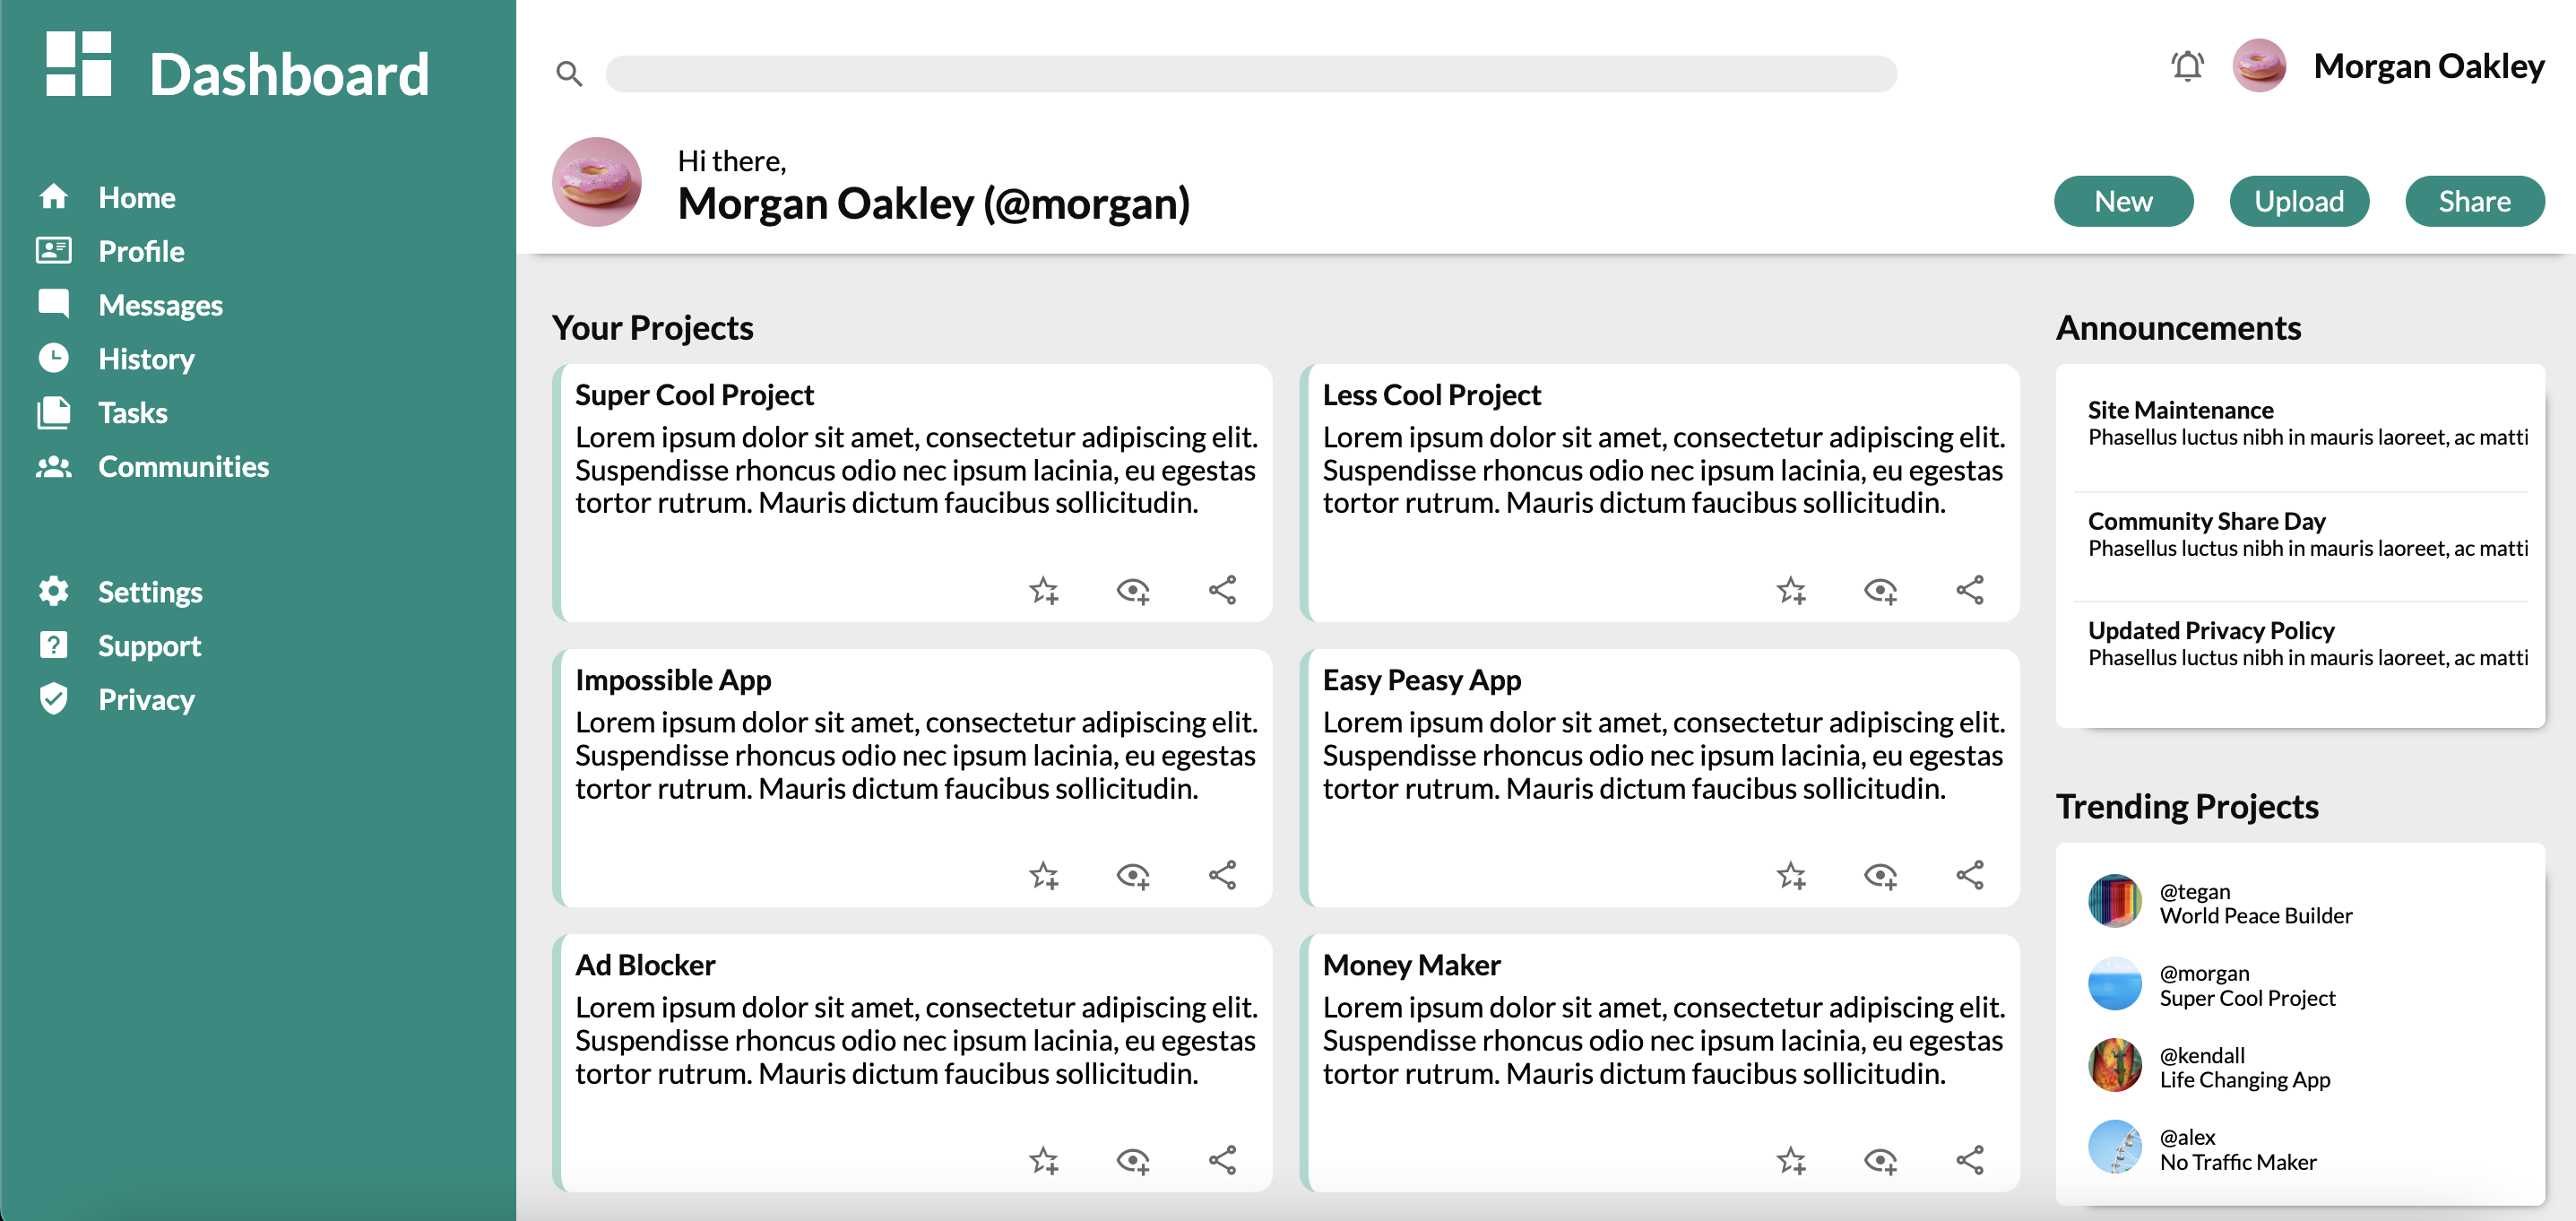 Dashboard
Home
Profile
Messages
History
Tasks
Communities
Settings
Support
Privacy
Morgan Oakley
Hi there,
Morgan Oakley (@morgan)
New
Upload
Share
Your Projects
Super Cool Project
Lorem ipsum dolor sit amet, consectetur adipiscing elit.
Suspendisse rhoncus odio nec ipsum lacinia, eu egestas
tortor rutrum. Mauris dictum faucibus sollicitudin.
Less Cool Project
Lorem ipsum dolor sit amet, consectetur adipiscing elit.
Suspendisse rhoncus odio nec ipsum lacinia, eu egestas
tortor rutrum. Mauris dictum faucibus sollicitudin.
Impossible App
Lorem ipsum dolor sit amet, consectetur adipiscing elit.
Suspendisse rhoncus odio nec ipsum lacinia, eu egestas
tortor rutrum. Mauris dictum faucibus sollicitudin.
Easy Peasy App
Lorem ipsum dolor sit amet, consectetur adipiscing elit.
Suspendisse rhoncus odio nec ipsum lacinia, eu egestas
tortor rutrum. Mauris dictum faucibus sollicitudin.
Ad Blocker
Lorem ipsum dolor sit amet, consectetur adipiscing elit.
Suspendisse rhoncus odio nec ipsum lacinia, eu egestas
tortor rutrum. Mauris dictum faucibus sollicitudin.
Money Maker
Lorem ipsum dolor sit amet, consectetur adipiscing elit.
Suspendisse rhoncus odio nec ipsum lacinia, eu egestas
tortor rutrum. Mauris dictum faucibus sollicitudin.
Announcements
Site Maintenance
Phasellus luctus nibh in mauris laoreet, ac matti
Community Share Day
Phasellus luctus nibh in mauris laoreet, ac matti
Updated Privacy Policy
Phasellus luctus nibh in mauris laoreet, ac matti
Trending Projects
@tegan
World Peace Builder
@morgan
Super Cool Project
@kendall
Life Changing App
@alex
No Traffic Maker